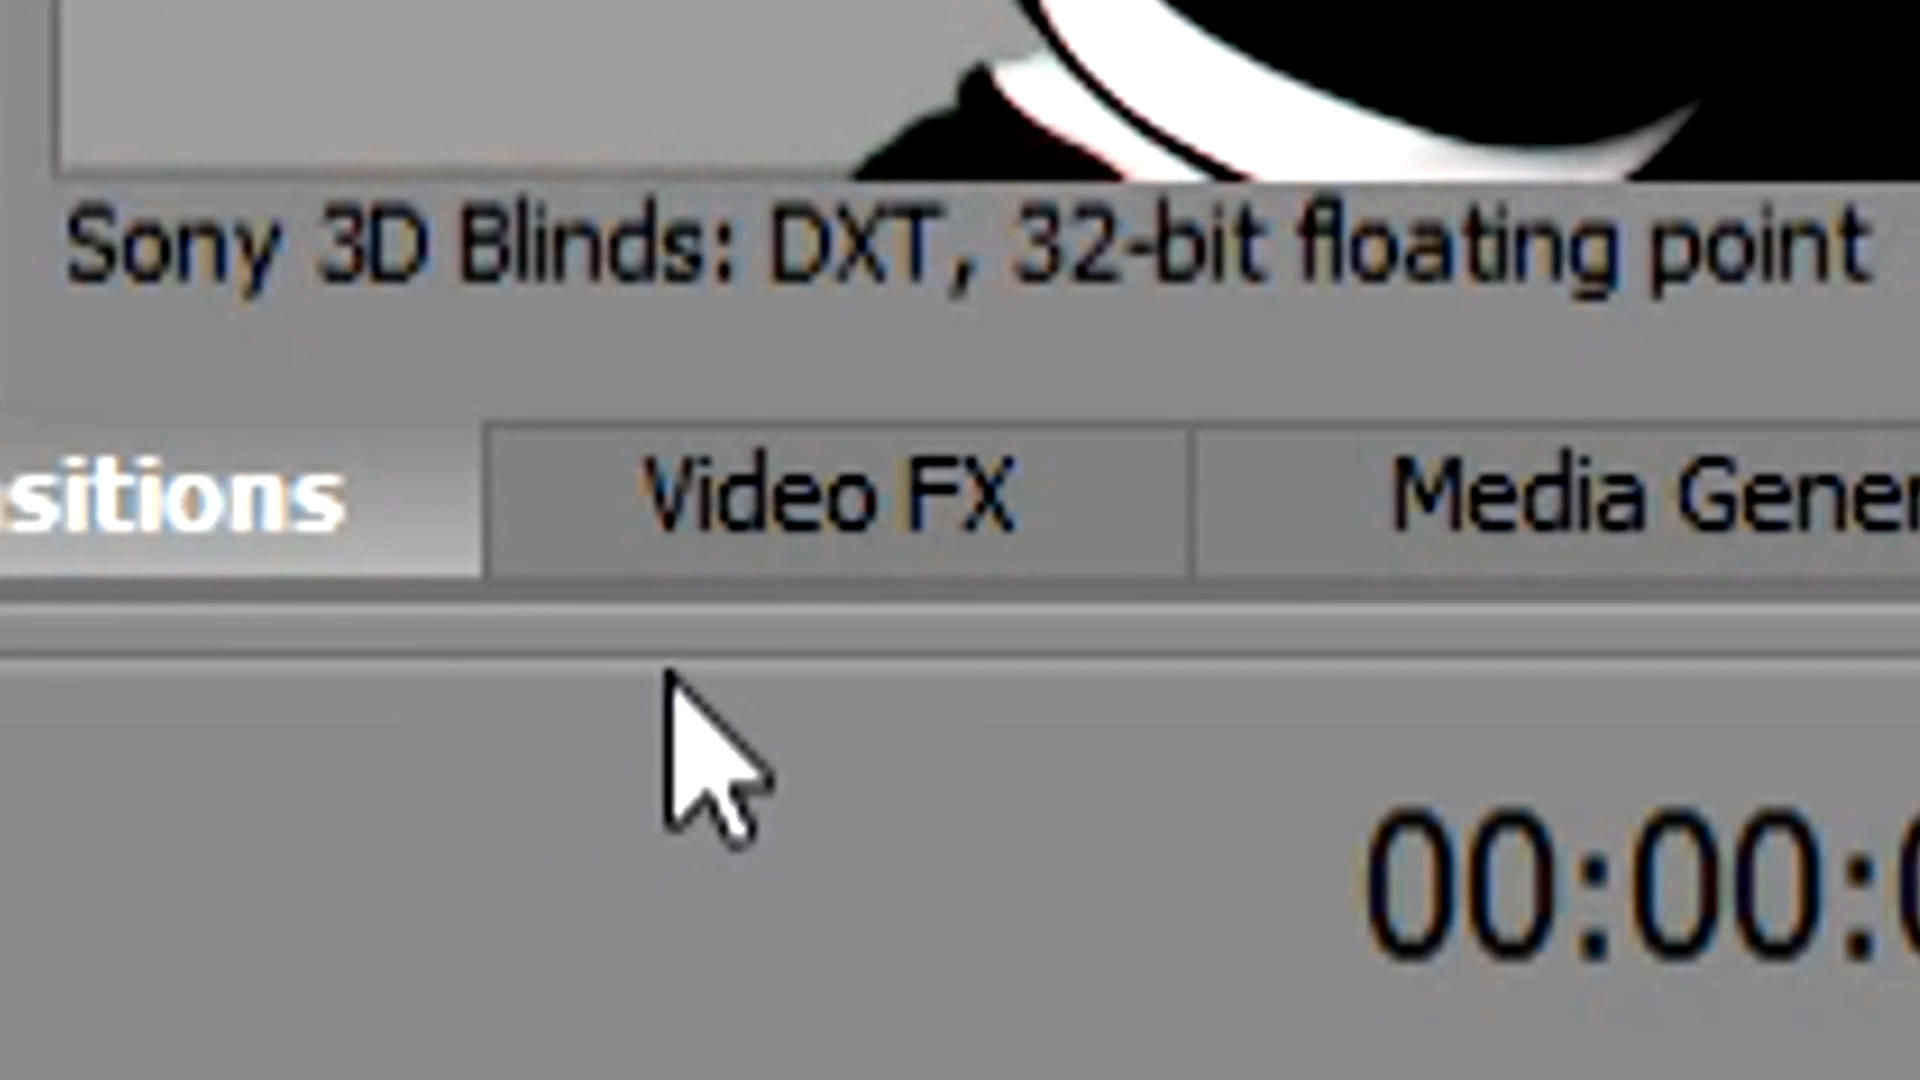 Sony 3D Blinds: DXT, 32-bit floating point
sitions Video FX Media Gener
00:00: